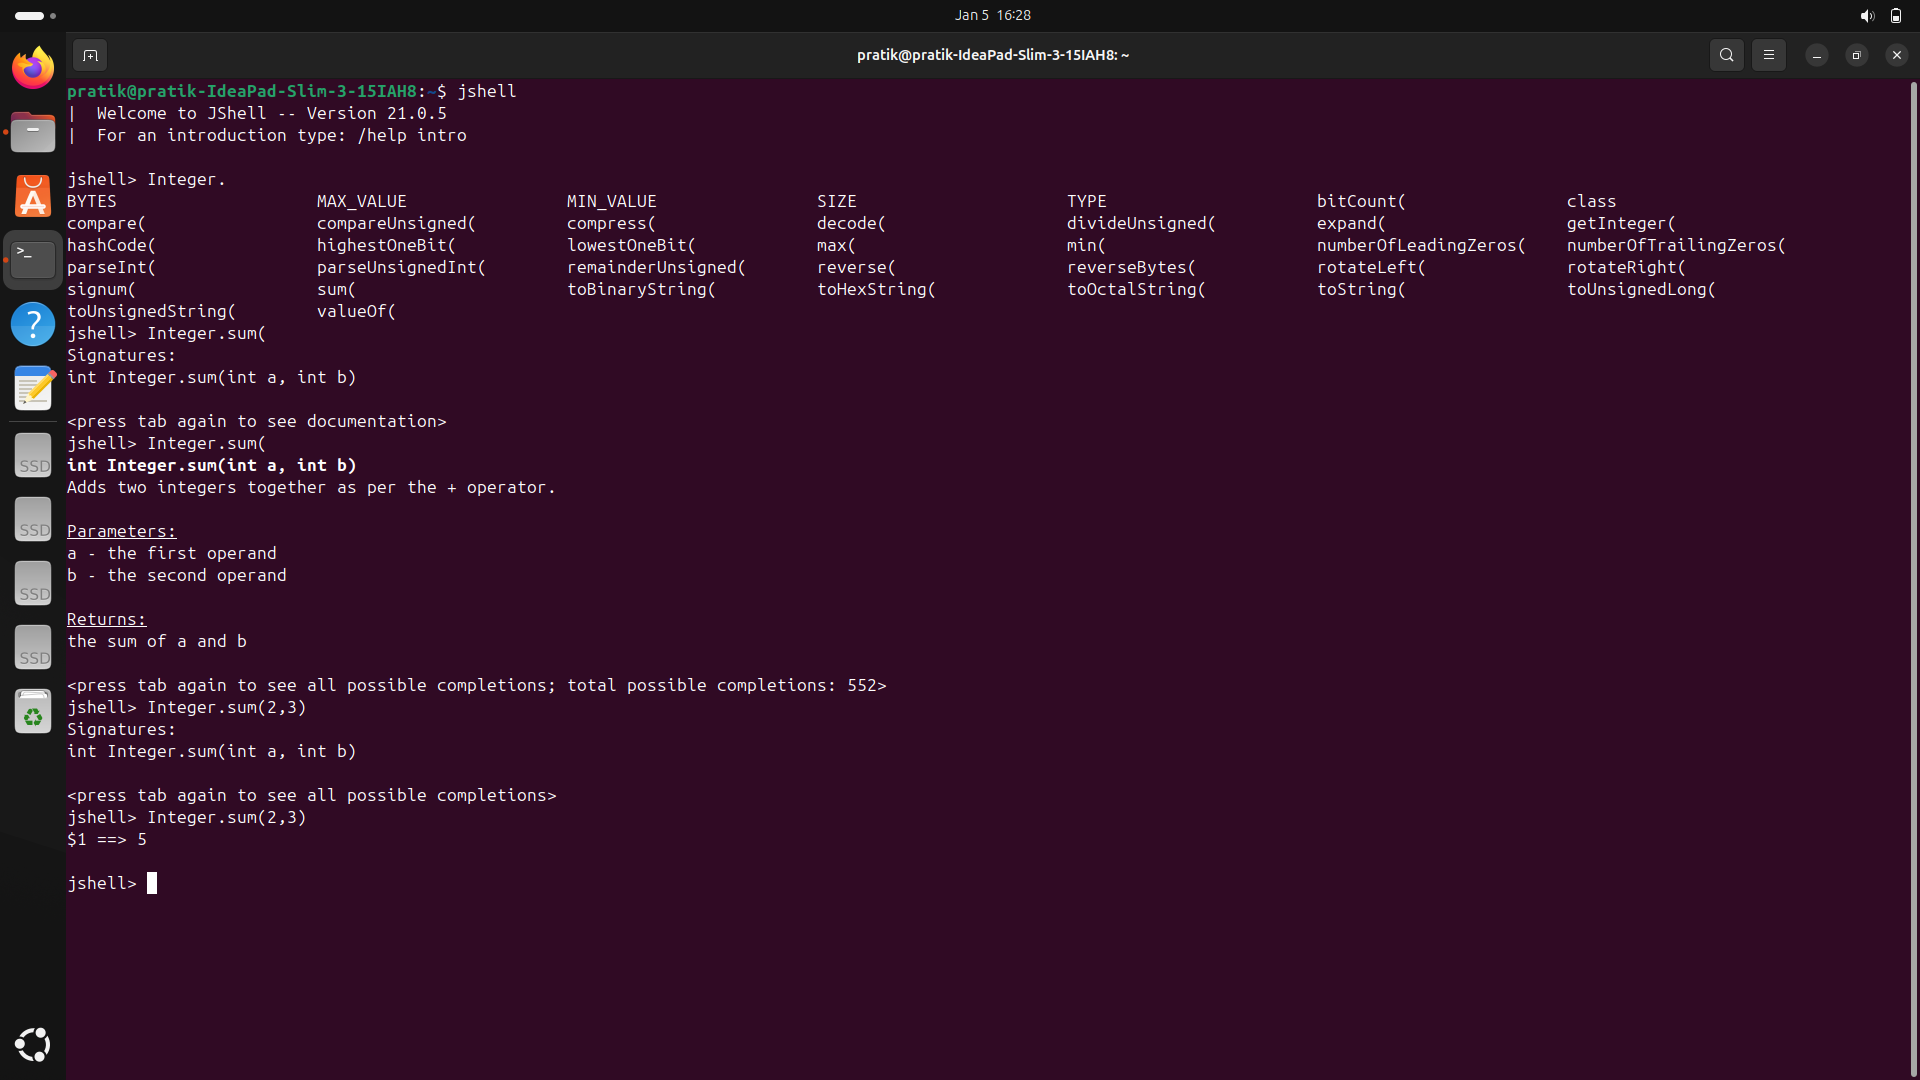 Jan 5 16:28
pratik@pratik-IdeaPad-Slim-3-15IAH8: ~
pratik@pratik-IdeaPad-Slim-3-15IAH8:~$ jshell
|  Welcome to JShell -- Version 21.0.5
|  For an introduction type: /help intro
jshell> Integer.
BYTES MAX_VALUE MIN_VALUE SIZE TYPE bitCount( class
compare( compareUnsigned( compress( decode( divideUnsigned( expand( getInteger(
hashCode( highestOneBit( lowestOneBit( max( min( numberOfLeadingZeros( numberOfTrailingZeros(
parseInt( parseUnsignedInt( remainderUnsigned( reverse( reverseBytes( rotateLeft( rotateRight(
signum( sum( toBinaryString( toHexString( toOctalString( toString( toUnsignedLong(
toUnsignedString( valueOf(
jshell> Integer.sum(
Signatures:
int Integer.sum(int a, int b)
<press tab again to see documentation>
jshell> Integer.sum(
int Integer.sum(int a, int b)
Adds two integers together as per the + operator.
Parameters:
a - the first operand
b - the second operand
Returns:
the sum of a and b
<press tab again to see all possible completions; total possible completions: 552>
jshell> Integer.sum(2,3)
Signatures:
int Integer.sum(int a, int b)
<press tab again to see all possible completions>
jshell> Integer.sum(2,3)
$1 ==> 5
jshell>
>_
?
SSD
SSD
SSD
SSD